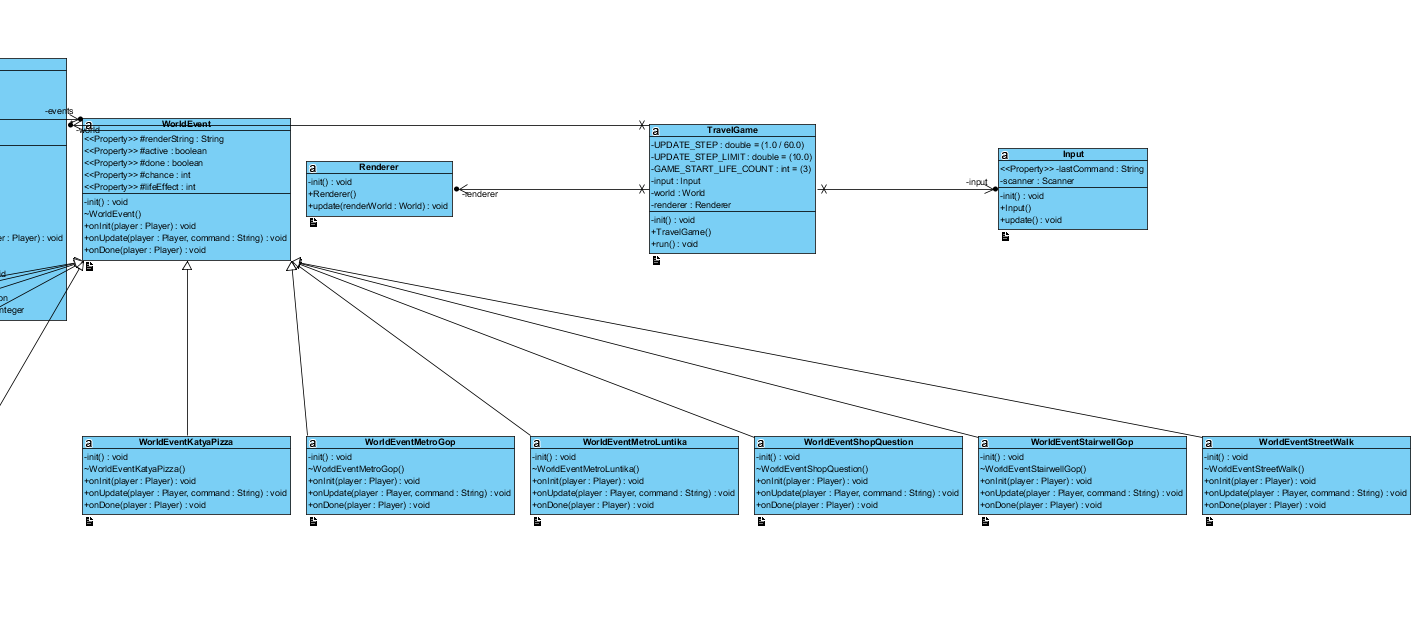 er : Player) : void
id
on
nteger
-events
-world
a
WorldEvent
<<Property>> #renderString : String
<<Property>> #active : boolean
<<Property>> #done : boolean
<<Property>> #chance : int
<<Property>> #lifeEffect : int
-init() : void
~WorldEvent()
+onInit(player : Player) : void
+onUpdate(player : Player, command : String) : void
+onDone(player : Player) : void
a
Renderer
-init() : void
+Renderer()
+update(renderWorld : World) : void
-renderer
a
TravelGame
-UPDATE_STEP : double = (1.0 / 60.0)
-UPDATE_STEP_LIMIT : double = (10.0)
-GAME_START_LIFE_COUNT : int = (3)
-input : Input
-world : World
-renderer : Renderer
-init() : void
+TravelGame()
+run() : void
-input
a
Input
<<Property>> -lastCommand : String
-scanner : Scanner
-init() : void
+Input()
+update() : void
a
WorldEventKatyaPizza
-init() : void
~WorldEventKatyaPizza()
+onInit(player : Player) : void
+onUpdate(player : Player, command : String) : void
+onDone(player : Player) : void
a
WorldEventMetroGop
-init() : void
~WorldEventMetroGop()
+onInit(player : Player) : void
+onUpdate(player : Player, command : String) : void
+onDone(player : Player) : void
a
WorldEventMetroLuntika
-init() : void
~WorldEventMetroLuntika()
+onInit(player : Player) : void
+onUpdate(player : Player, command : String) : void
+onDone(player : Player) : void
a
WorldEventShopQuestion
-init() : void
~WorldEventShopQuestion()
+onInit(player : Player) : void
+onUpdate(player : Player, command : String) : void
+onDone(player : Player) : void
a
WorldEventStairwellGop
-init() : void
~WorldEventStairwellGop()
+onInit(player : Player) : void
+onUpdate(player : Player, command : String) : void
+onDone(player : Player) : void
a
WorldEventStreetWalk
-init() : void
~WorldEventStreetWalk()
+onInit(player : Player) : void
+onUpdate(player : Player, command : String) : void
+onDone(player : Player) : void